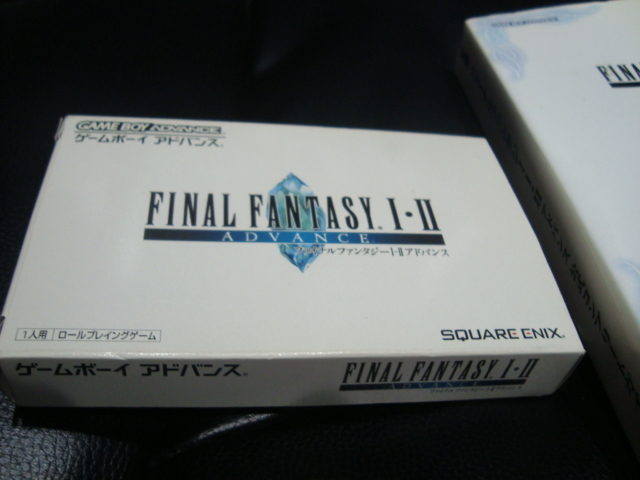 GAME BOY ADVANCE
ゲームボーイ アドバンス
FINAL FANTASY I・II
ADVANCE
ファイナルファンタジーI・IIアドバンス
1人用 ロールプレイングゲーム
SQUARE ENIX
ゲームボーイ アドバンス
FINAL FANTASY I・II
ADVANCE
FIN